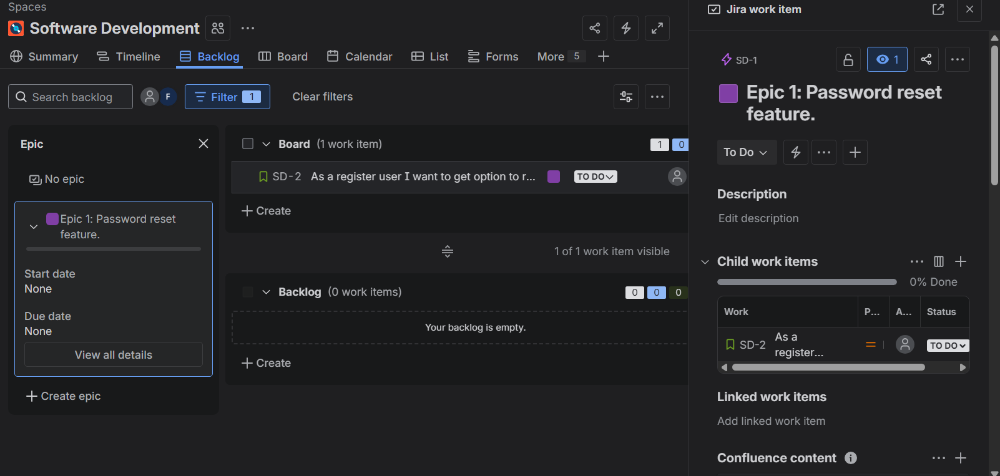 Spaces
Software Development
Summary Timeline Backlog Board Calendar List Forms More 5
Search backlog F Filter 1 Clear filters
Epic
No epic
Epic 1: Password reset
feature.
Start date
None
Due date
None
View all details
Create epic
Board (1 work item) 1 0
SD-2 As a register user I want to get option to r... TO DO
Create
1 of 1 work item visible
Backlog (0 work items) 0 0 0
Your backlog is empty.
Create
Jira work item
SD-1 1
Epic 1: Password reset
feature.
To Do
Description
Edit description
Child work items
0% Done
Work P... A... Status
SD-2 As a
register... TO DO
Linked work items
Add linked work item
Confluence content